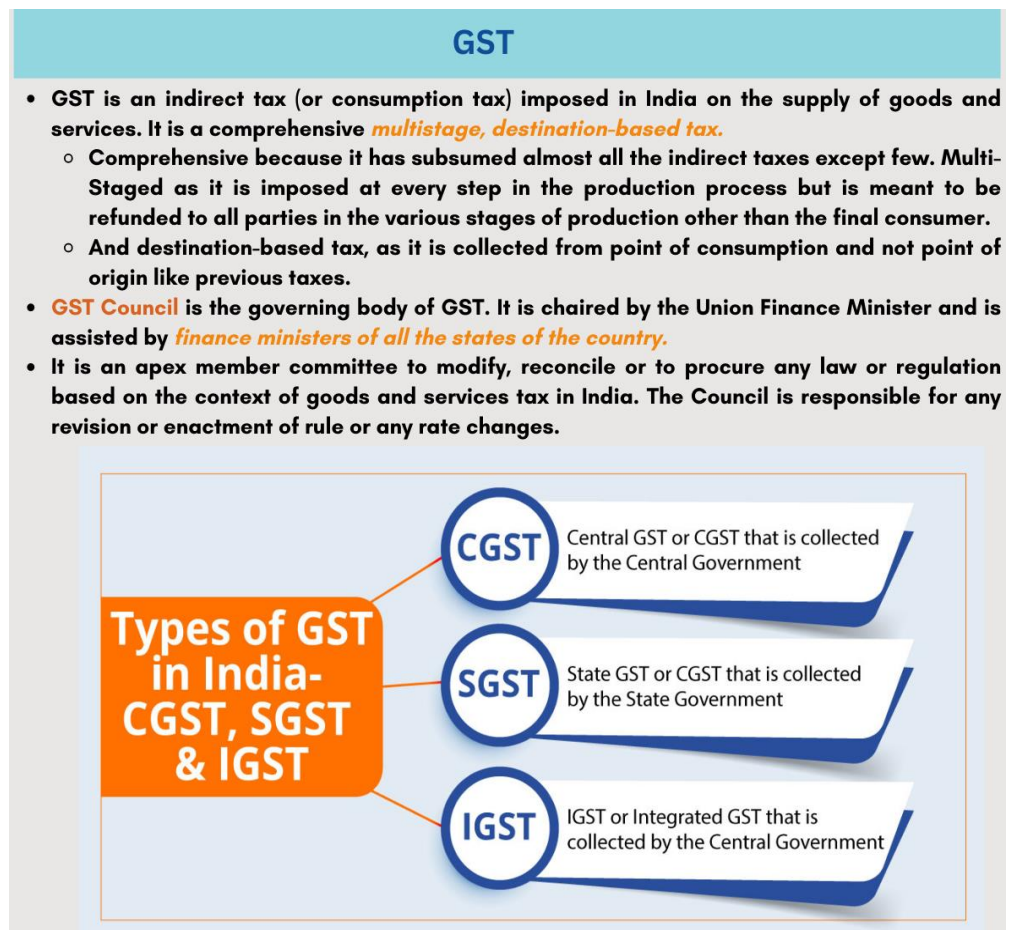 GST
• GST is an indirect tax (or consumption tax) imposed in India on the supply of goods and
services. It is a comprehensive multistage, destination-based tax.
○ Comprehensive because it has subsumed almost all the indirect taxes except few. Multi-
Staged as it is imposed at every step in the production process but is meant to be
refunded to all parties in the various stages of production other than the final consumer.
○ And destination-based tax, as it is collected from point of consumption and not point of
origin like previous taxes.
• GST Council is the governing body of GST. It is chaired by the Union Finance Minister and is
assisted by finance ministers of all the states of the country.
• It is an apex member committee to modify, reconcile or to procure any law or regulation
based on the context of goods and services tax in India. The Council is responsible for any
revision or enactment of rule or any rate changes.
Types of GST
in India-
CGST, SGST
& IGST
CGST
Central GST or CGST that is collected
by the Central Government
SGST
State GST or CGST that is collected
by the State Government
IGST
IGST or Integrated GST that is
collected by the Central Government